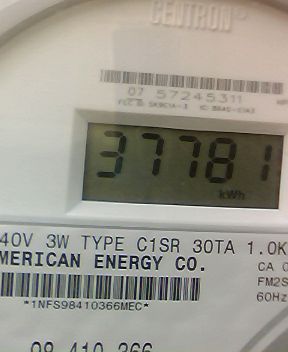 CENTRON
07 57245311
37781
kWh
40V 3W TYPE C1SR 30TA 1.0K
MERICAN ENERGY CO.
CA 0
FM2S
60Hz
*1NFS98410366MEC*
98 410 366